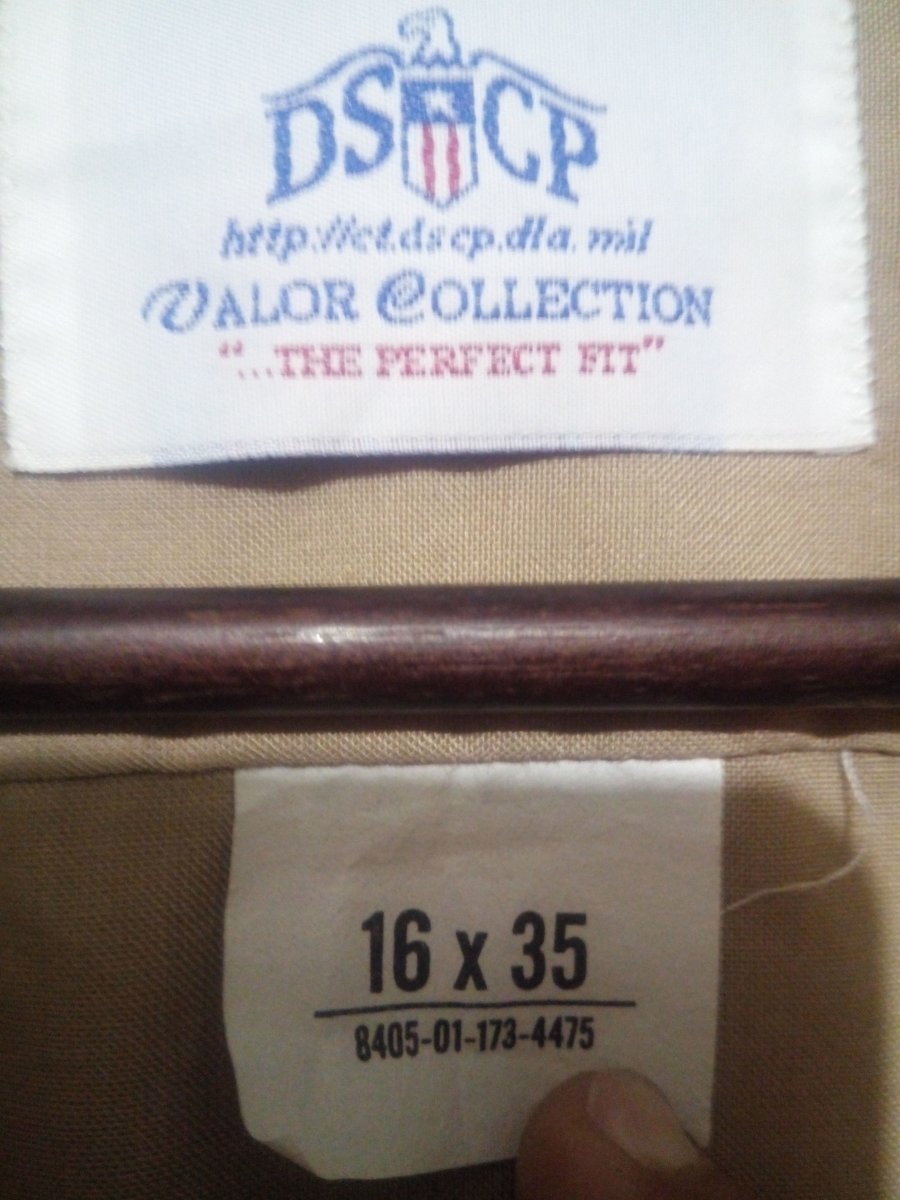 DSCP
http://ct.dscp.dla.mil
VALOR COLLECTION
"...THE PERFECT FIT"
16 x 35
8405-01-173-4475